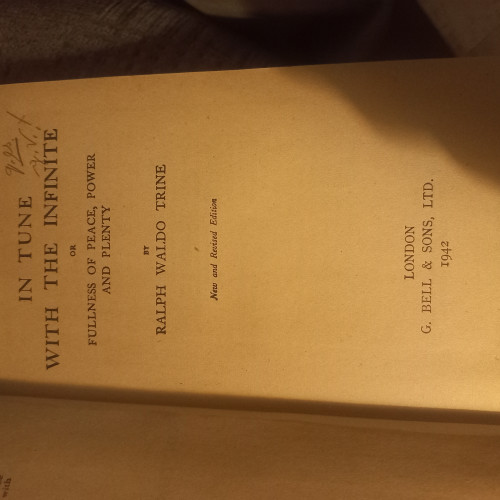 IN TUNE
WITH THE INFINITE
OR
FULLNESS OF PEACE, POWER
AND PLENTY
BY
RALPH WALDO TRINE
New and Revised Edition
LONDON
G. BELL & SONS, LTD.
1942
with